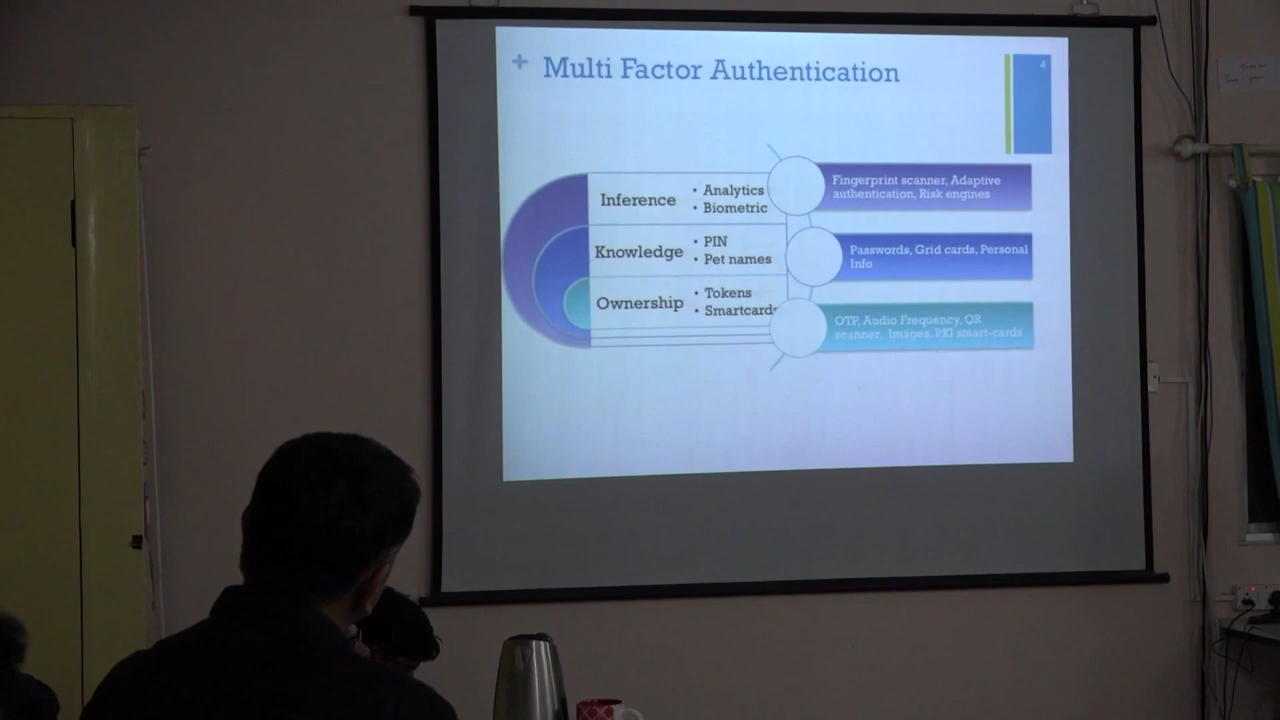 + Multi Factor Authentication
4
Inference
• Analytics
• Biometric
Fingerprint scanner, Adaptive
authentication, Risk engines
Knowledge
• PIN
• Pet names
Passwords, Grid cards, Personal
Info
Ownership
• Tokens
• Smartcards
OTP, Audio Frequency, QR
scanner, Images, PKI smart-cards